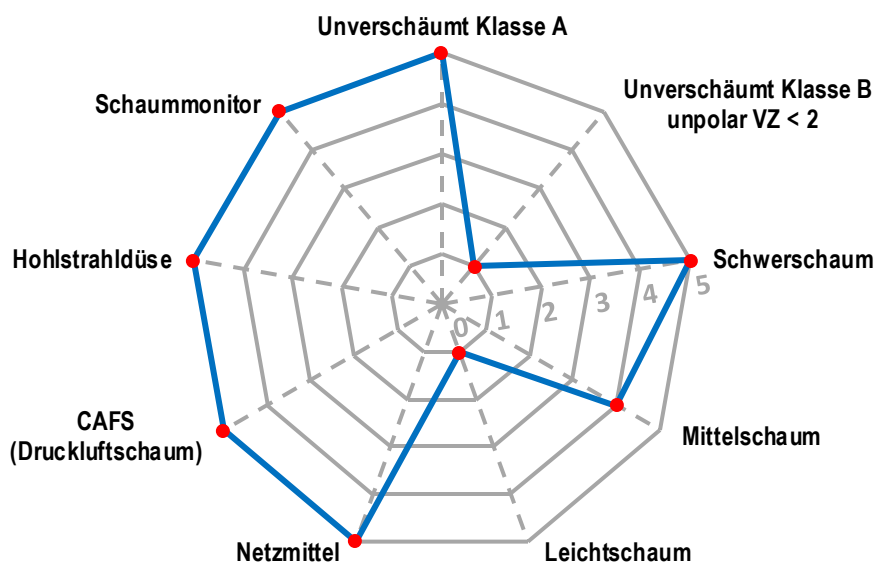 Unverschäumt Klasse A
Unverschäumt Klasse B
unpolar VZ < 2
Schaummonitor
Hohlstrahldüse
Schwerschaum
0 1 2 3 4 5
CAFS
(Druckluftschaum)
Mittelschaum
Netzmittel
Leichtschaum